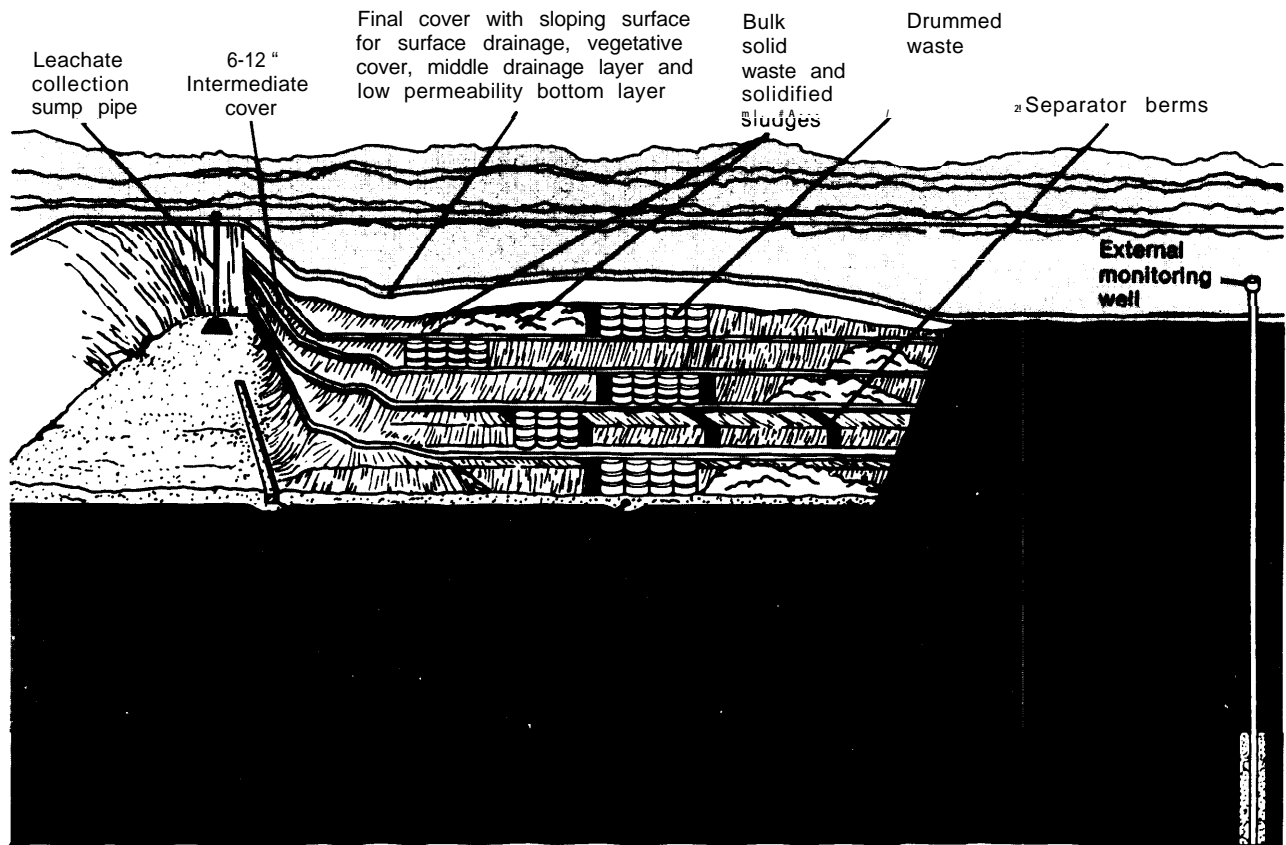 Leachate
collection
sump pipe
6-12 “
Intermediate
cover
Final cover with sloping surface
for surface drainage, vegetative
cover, middle drainage layer and
low permeability bottom layer
Bulk
solid
waste and
solidified
sludges
Drummed
waste
Separator berms
External
monitoring
well